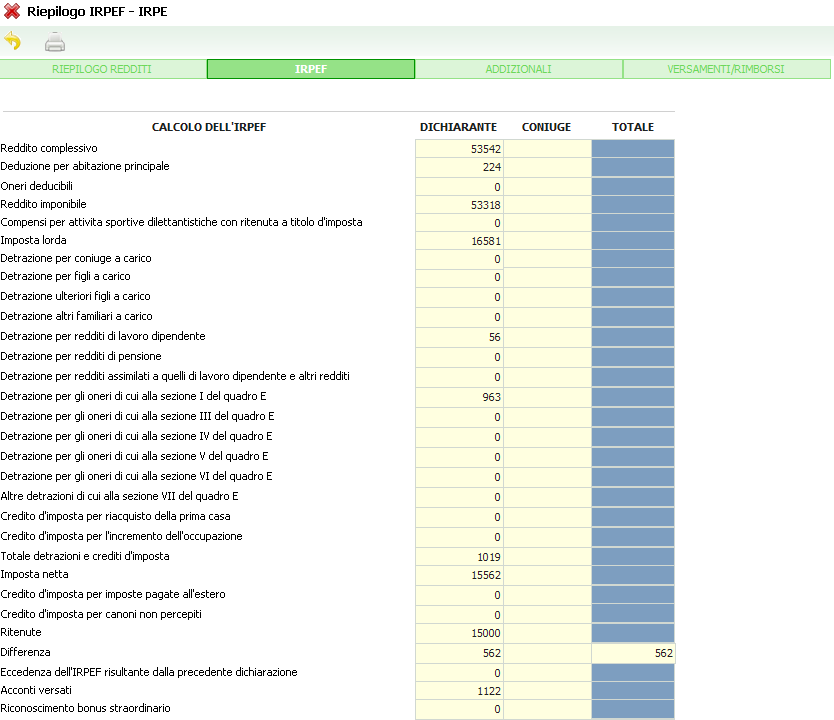 Riepilogo IRPEF - IRPE
RIEPILOGO REDDITI IRPEF ADDIZIONALI VERSAMENTI/RIMBORSI
CALCOLO DELL'IRPEF DICHIARANTE CONIUGE TOTALE
Reddito complessivo 53542
Deduzione per abitazione principale 224
Oneri deducibili 0
Reddito imponibile 53318
Compensi per attivita sportive dilettantistiche con ritenuta a titolo d'imposta 0
Imposta lorda 16581
Detrazione per coniuge a carico 0
Detrazione per figli a carico 0
Detrazione ulteriori figli a carico 0
Detrazione altri familiari a carico 0
Detrazione per redditi di lavoro dipendente 56
Detrazione per redditi di pensione 0
Detrazione per redditi assimilati a quelli di lavoro dipendente e altri redditi 0
Detrazione per gli oneri di cui alla sezione I del quadro E 963
Detrazione per gli oneri di cui alla sezione III del quadro E 0
Detrazione per gli oneri di cui alla sezione IV del quadro E 0
Detrazione per gli oneri di cui alla sezione V del quadro E 0
Detrazione per gli oneri di cui alla sezione VI del quadro E 0
Altre detrazioni di cui alla sezione VII del quadro E 0
Credito d'imposta per riacquisto della prima casa 0
Credito d'imposta per l'incremento dell'occupazione 0
Totale detrazioni e crediti d'imposta 1019
Imposta netta 15562
Credito d'imposta per imposte pagate all'estero 0
Credito d'imposta per canoni non percepiti 0
Ritenute 15000
Differenza 562 562
Eccedenza dell'IRPEF risultante dalla precedente dichiarazione 0
Acconti versati 1122
Riconoscimento bonus straordinario 0